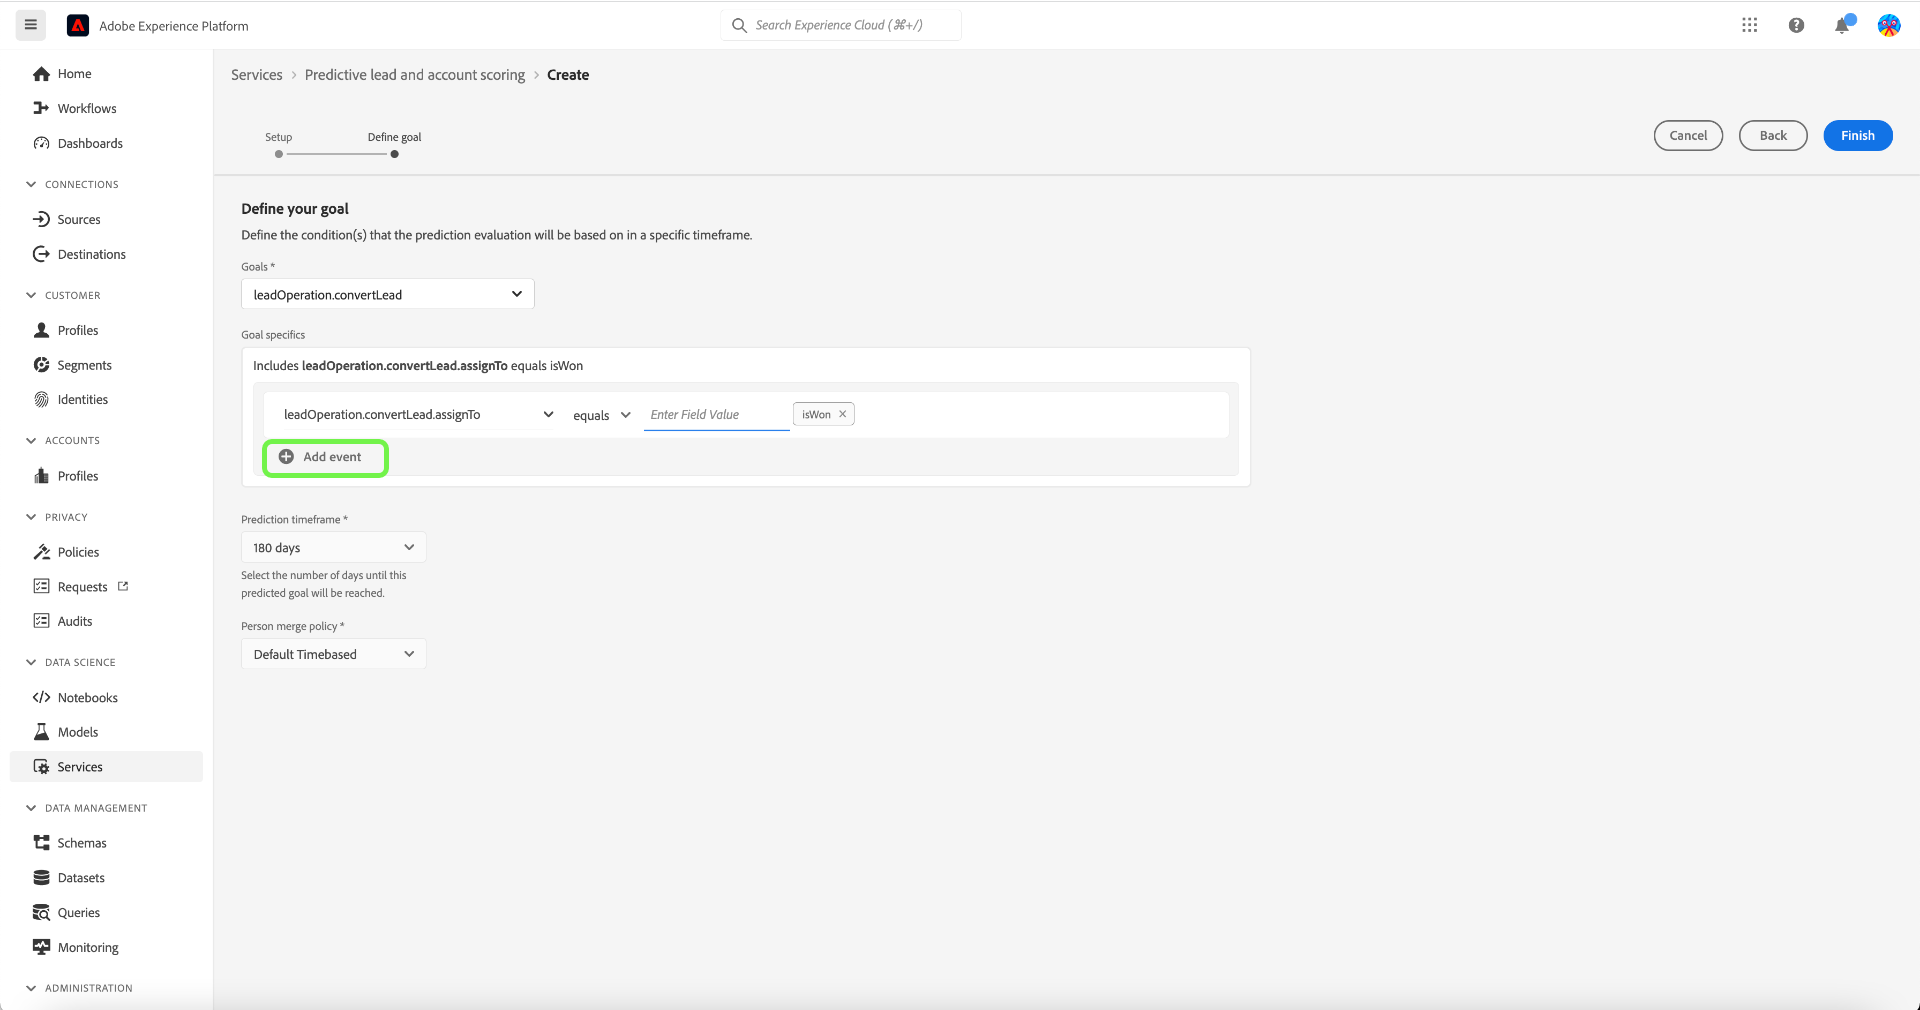 Adobe Experience Platform
Search Experience Cloud (⌘+/)
Home
Workflows
Dashboards
CONNECTIONS
Sources
Destinations
CUSTOMER
Profiles
Segments
Identities
ACCOUNTS
Profiles
PRIVACY
Policies
Requests
Audits
DATA SCIENCE
Notebooks
Models
Services
DATA MANAGEMENT
Schemas
Datasets
Queries
Monitoring
ADMINISTRATION
Services > Predictive lead and account scoring > Create
Setup
Define goal
Cancel
Back
Finish
Define your goal
Define the condition(s) that the prediction evaluation will be based on in a specific timeframe.
Goals *
leadOperation.convertLead
Goal specifics
Includes leadOperation.convertLead.assignTo equals isWon
leadOperation.convertLead.assignTo equals Enter Field Value isWon
Add event
Prediction timeframe *
180 days
Select the number of days until this
predicted goal will be reached.
Person merge policy *
Default Timebased